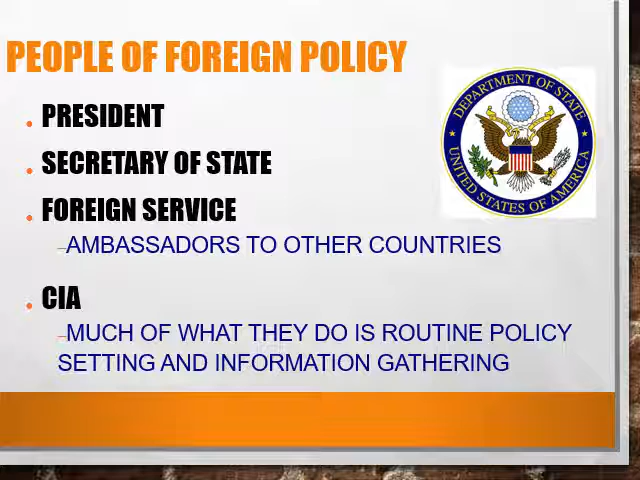 PEOPLE OF FOREIGN POLICY
DEPARTMENT OF STATE
UNITED STATES OF AMERICA
. PRESIDENT
. SECRETARY OF STATE
. FOREIGN SERVICE
–AMBASSADORS TO OTHER COUNTRIES
. CIA
–MUCH OF WHAT THEY DO IS ROUTINE POLICY
SETTING AND INFORMATION GATHERING